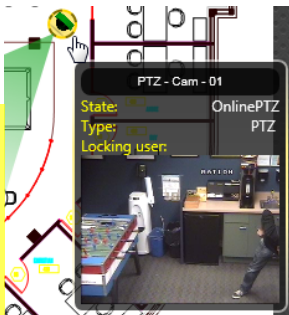 PTZ - Cam - 01
State: OnlinePTZ
Type: PTZ
Locking user: